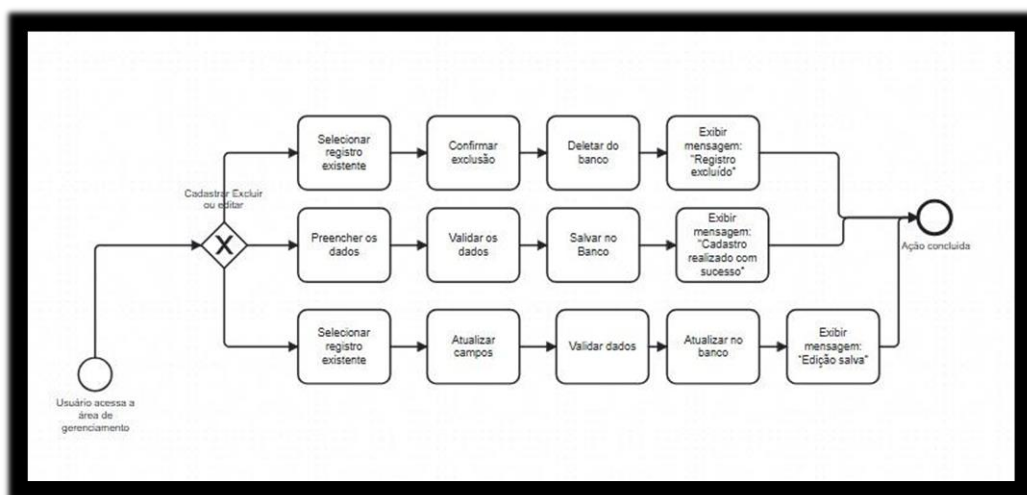 Selecionar
registro
existente
Confirmar
exclusão
Deletar do
banco
Exibir
mensagem:
"Registro
excluído"
Cadastrar Excluir
ou editar
X
Preencher os
dados
Validar os
dados
Salvar no
Banco
Exibir
mensagem:
"Cadastro
realizado com
sucesso"
Ação concluida
Selecionar
registro
existente
Atualizar
campos
Validar dados
Atualizar no
banco
Exibir
mensagem:
"Edição salva"
Usuário acessa a
área de
gerenciamento